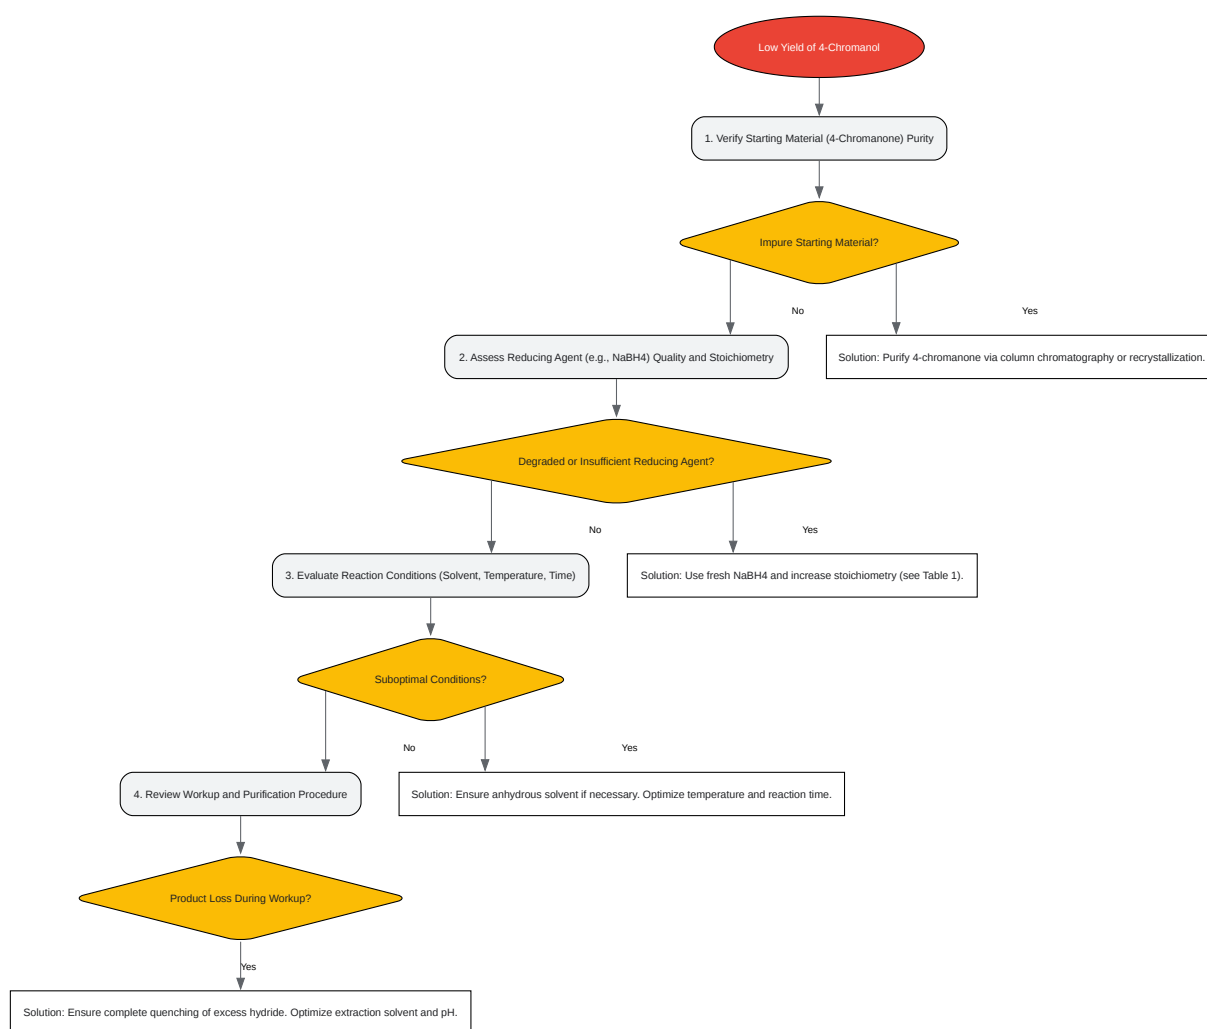 Low Yield of 4-Chromanol
1. Verify Starting Material (4-Chromanone) Purity
Impure Starting Material?
No
Yes
2. Assess Reducing Agent (e.g., NaBH4) Quality and Stoichiometry
Solution: Purify 4-chromanone via column chromatography or recrystallization.
Degraded or Insufficient Reducing Agent?
No
Yes
3. Evaluate Reaction Conditions (Solvent, Temperature, Time)
Solution: Use fresh NaBH4 and increase stoichiometry (see Table 1).
Suboptimal Conditions?
No
Yes
4. Review Workup and Purification Procedure
Solution: Ensure anhydrous solvent if necessary. Optimize temperature and reaction time.
Product Loss During Workup?
Yes
Solution: Ensure complete quenching of excess hydride. Optimize extraction solvent and pH.